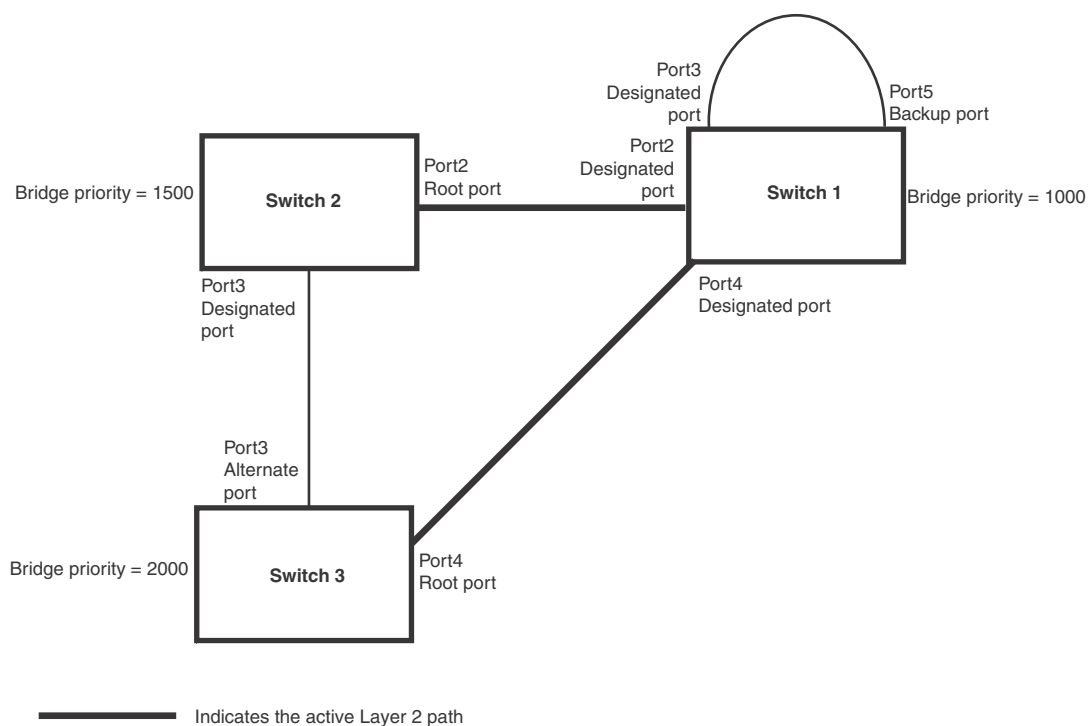 Port3
Designated
port
Port5
Backup port
Port2
Designated
port
Port2
Root port
Bridge priority = 1500
Switch 2
Switch 1
Bridge priority = 1000
Port3
Designated
port
Port4
Designated port
Port3
Alternate
port
Bridge priority = 2000
Switch 3
Port4
Root port
Indicates the active Layer 2 path